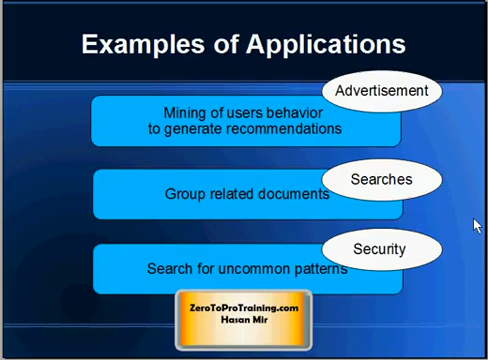 Examples of Applications
Advertisement
Mining of users behavior
to generate recommendations
Searches
Group related documents
Security
Search for uncommon patterns
ZeroToProTraining.com
Hasan Mir